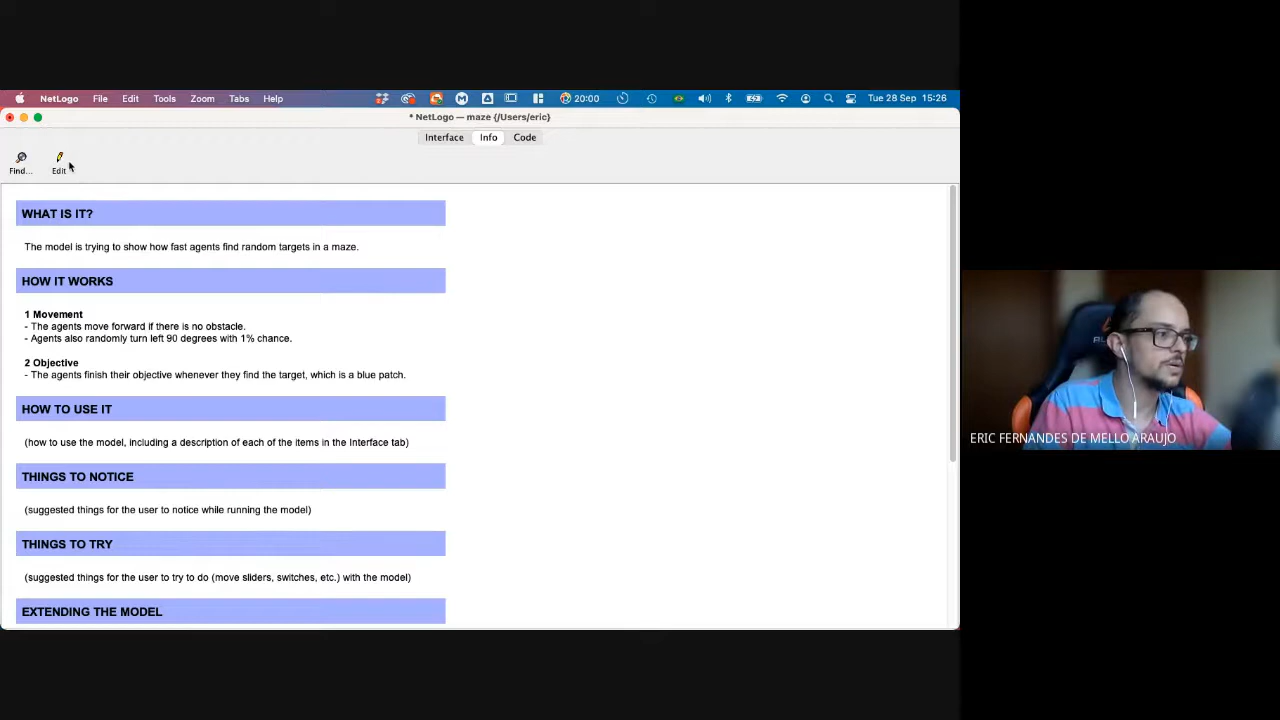 NetLogo File Edit Tools Zoom Tabs Help 20:00 Tue 28 Sep 15:26
* NetLogo — maze {/Users/eric}
Interface Info Code
Find... Edit
WHAT IS IT?
The model is trying to show how fast agents find random targets in a maze.
HOW IT WORKS
1 Movement
- The agents move forward if there is no obstacle.
- Agents also randomly turn left 90 degrees with 1% chance.
2 Objective
- The agents finish their objective whenever they find the target, which is a blue patch.
HOW TO USE IT
(how to use the model, including a description of each of the items in the Interface tab)
THINGS TO NOTICE
(suggested things for the user to notice while running the model)
THINGS TO TRY
(suggested things for the user to try to do (move sliders, switches, etc.) with the model)
EXTENDING THE MODEL
ERIC FERNANDES DE MELLO ARAUJO